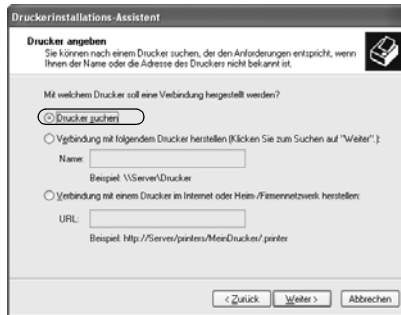 Druckerinstallations-Assistent
Drucker angeben
Sie können nach einem Drucker suchen, der den Anforderungen entspricht, wenn
Ihnen der Name oder die Adresse des Druckers nicht bekannt ist.
Mit welchem Drucker soll eine Verbindung hergestellt werden?
Drucker suchen
Verbindung mit folgendem Drucker herstellen (Klicken Sie zum Suchen auf "Weiter".):
Name:
Beispiel: \\Server\Drucker
Verbindung mit einem Drucker im Internet oder Heim-/Firmennetzwerk herstellen:
URL:
Beispiel: http://Server/printers/MeinDrucker/.printer
< Zurück
Weiter >
Abbrechen